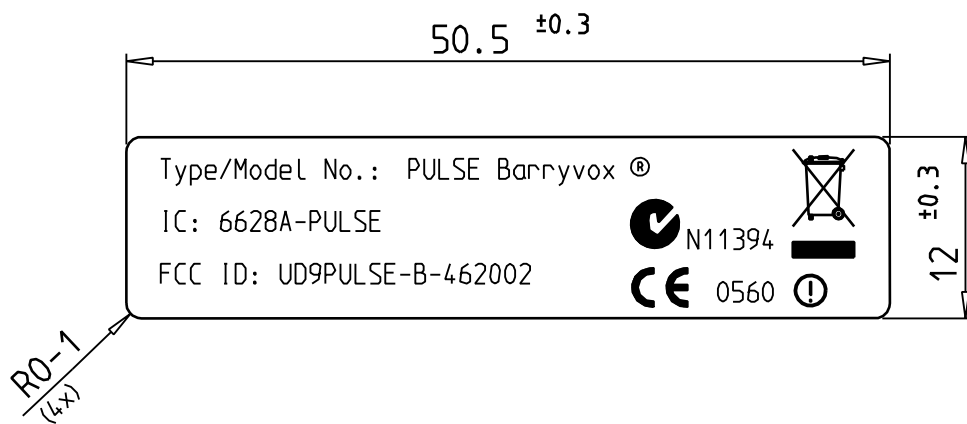 50.5 ±0.3
Type/Model No.: PULSE Barryvox ®
IC: 6628A-PULSE
N11394
FCC ID: UD9PULSE-B-462002
CE 0560
12 ±0.3
R0-1
(4x)